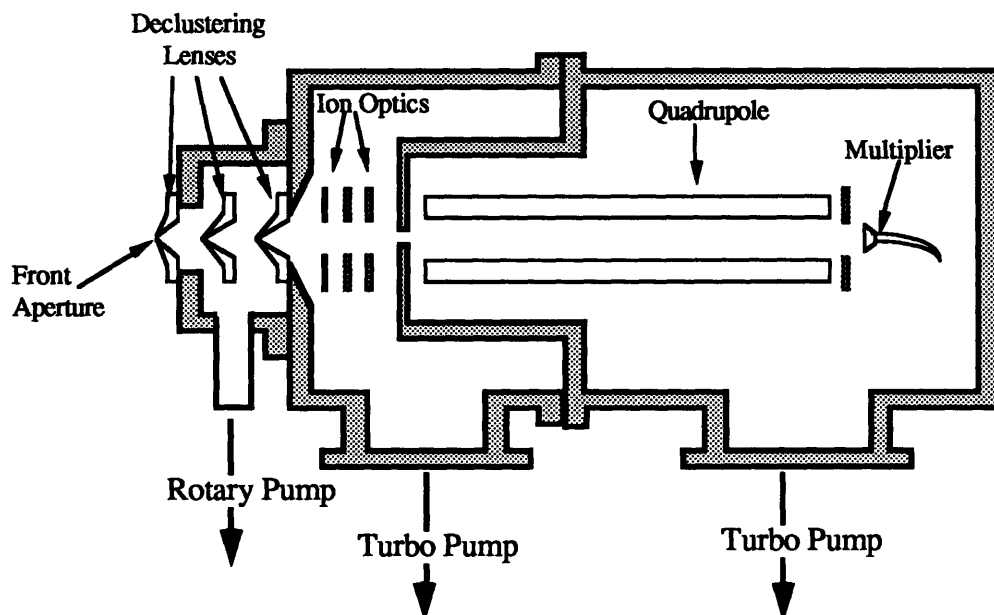 Declustering
Lenses
Ion Optics
Quadrupole
Multiplier
Front
Aperture
Rotary Pump
Turbo Pump
Turbo Pump